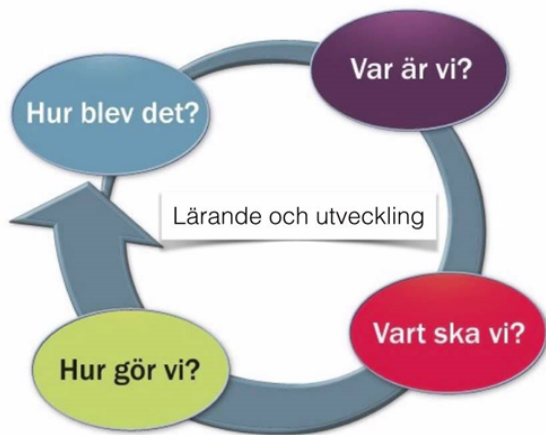 Var är vi?
Hur blev det?
Lärande och utveckling
Vart ska vi?
Hur gör vi?